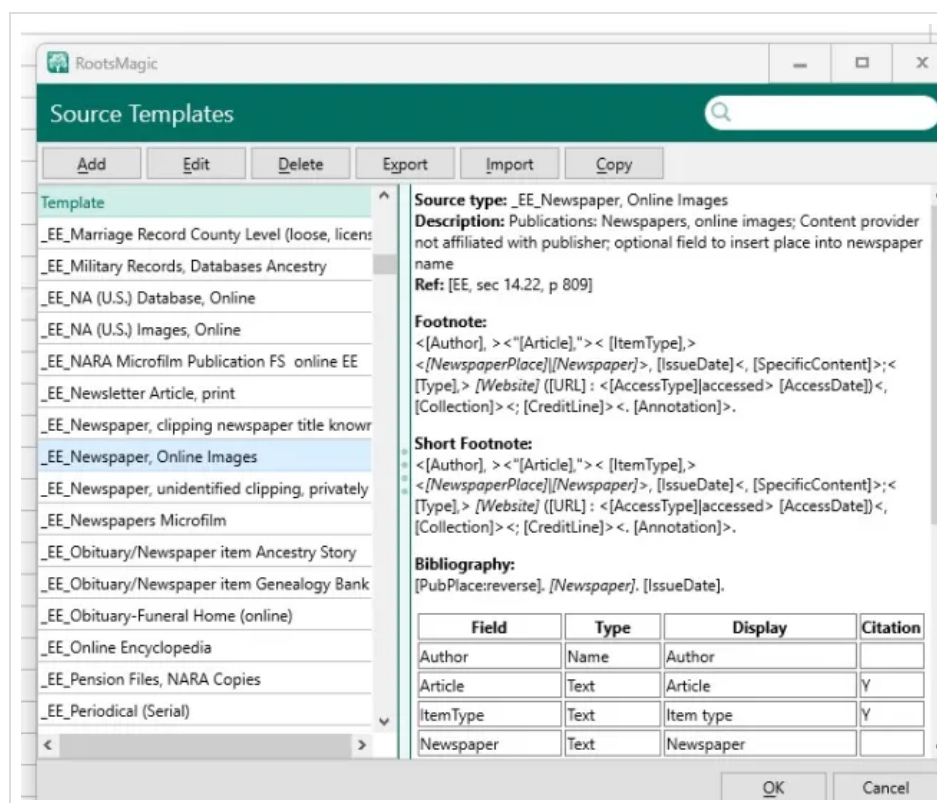 RootsMagic
Source Templates
Add Edit Delete Export Import Copy
Template
_EE_Marriage Record County Level (loose, licens
_EE_Military Records, Databases Ancestry
_EE_NA (U.S.) Database, Online
_EE_NA (U.S.) Images, Online
_EE_NARA Microfilm Publication FS online EE
_EE_Newsletter Article, print
_EE_Newspaper, clipping newspaper title known
_EE_Newspaper, Online Images
_EE_Newspaper, unidentified clipping, privately
_EE_Newspapers Microfilm
_EE_Obituary/Newspaper item Ancestry Story
_EE_Obituary/Newspaper item Genealogy Bank
_EE_Obituary-Funeral Home (online)
_EE_Online Encyclopedia
_EE_Pension Files, NARA Copies
_EE_Periodical (Serial)
Source type: _EE_Newspaper, Online Images
Description: Publications: Newspapers, online images; Content provider
not affiliated with publisher; optional field to insert place into newspaper
name
Ref: [EE, sec 14.22, p 809]
Footnote:
<[Author], ><"[Article],">< [ItemType],>
<[NewspaperPlace]|[Newspaper]>, [IssueDate]<, [SpecificContent]>;<
[Type],> [Website] ([URL] : <[AccessType]|accessed> [AccessDate])<,
[Collection]><; [CreditLine]><. [Annotation]>.
Short Footnote:
<[Author], ><"[Article],">< [ItemType],>
<[NewspaperPlace]|[Newspaper]>, [IssueDate]<, [SpecificContent]>;<
[Type],> [Website] ([URL] : <[AccessType]|accessed> [AccessDate])<,
[Collection]><; [CreditLine]><. [Annotation]>.
Bibliography:
[PubPlace:reverse]. [Newspaper]. [IssueDate].
Field Type Display Citation
Author Name Author
Article Text Article Y
ItemType Text Item type Y
Newspaper Text Newspaper
OK Cancel